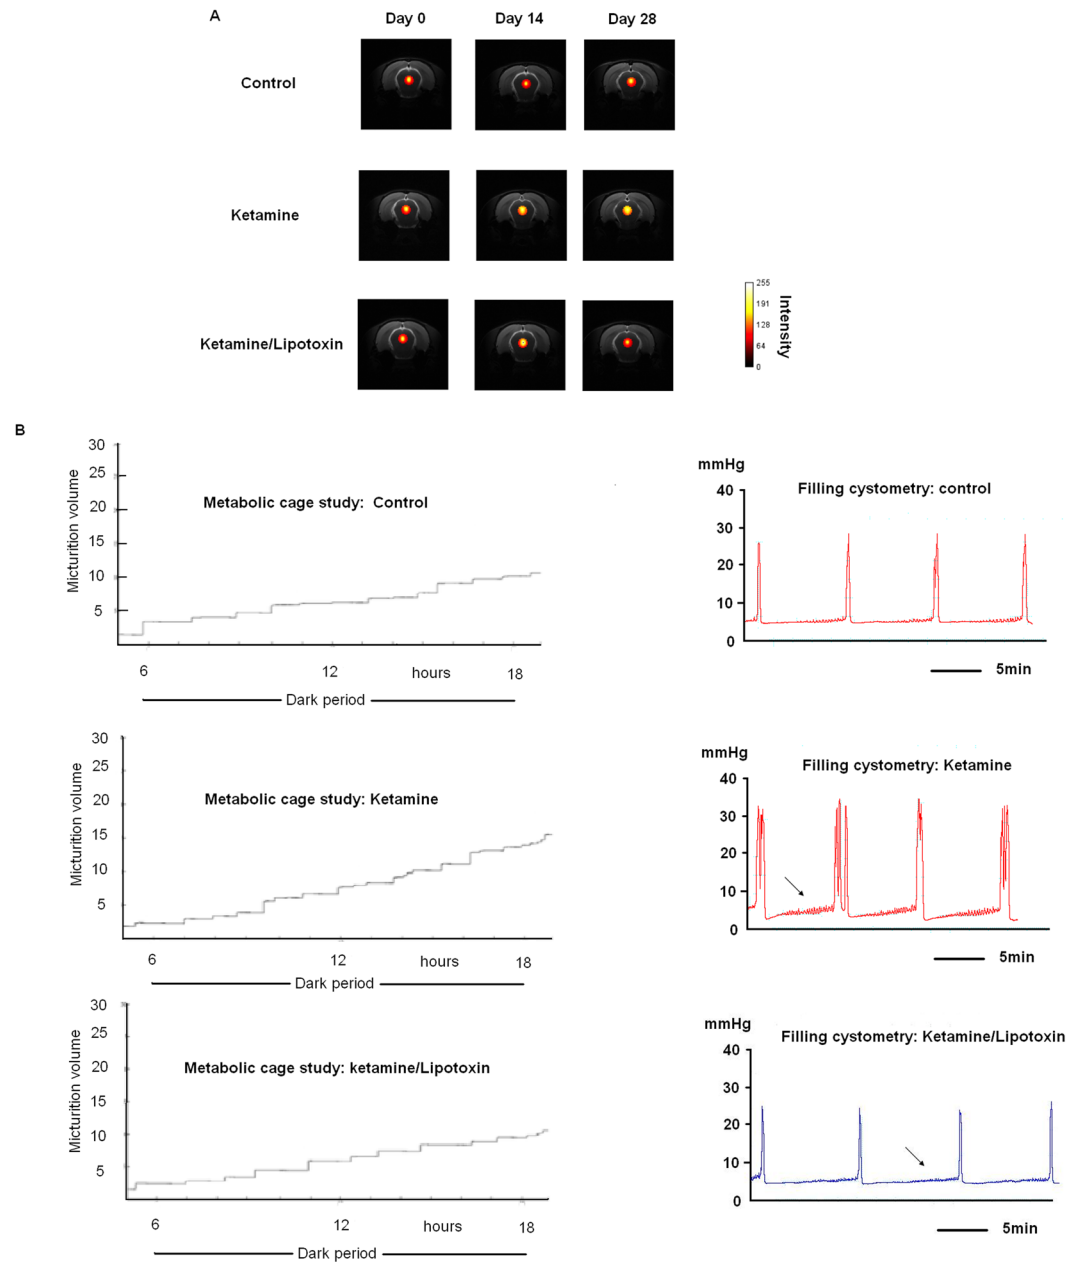 A
Day 0 Day 14 Day 28
Control
Ketamine
Ketamine/Lipotoxin
255
191
128
64
0
Intensity
B
30
25
20
15
10
5
Micturition volume
Metabolic cage study: Control
6 12 hours 18
Dark period
mmHg
Filling cystometry: control
40
30
20
10
0
5min
30
25
20
15
10
5
Micturition volume
Metabolic cage study: Ketamine
6 12 hours 18
Dark period
mmHg
Filling cystometry: Ketamine
40
30
20
10
0
5min
30
25
20
15
10
5
Micturition volume
Metabolic cage study: ketamine/Lipotoxin
6 12 hours 18
Dark period
mmHg
Filling cystometry: Ketamine/Lipotoxin
40
30
20
10
0
5min